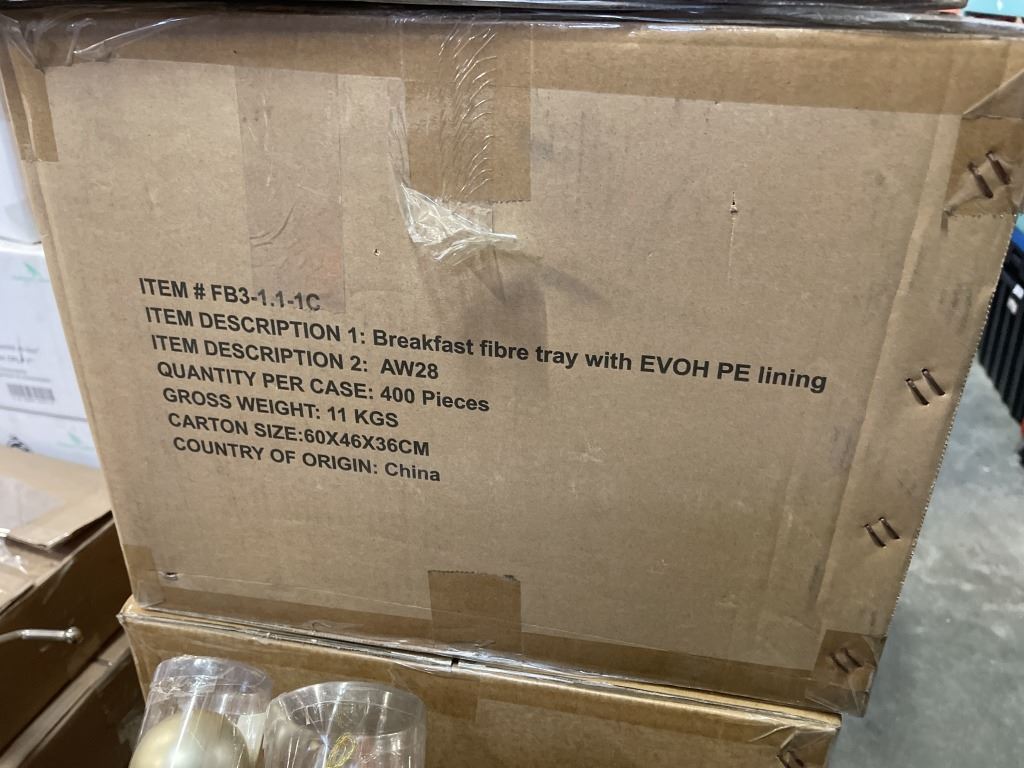 ITEM # FB3-1.1-1C
ITEM DESCRIPTION 1: Breakfast fibre tray with EVOH PE lining
ITEM DESCRIPTION 2: AW28
QUANTITY PER CASE: 400 Pieces
GROSS WEIGHT: 11 KGS
CARTON SIZE:60X46X36CM
COUNTRY OF ORIGIN: China